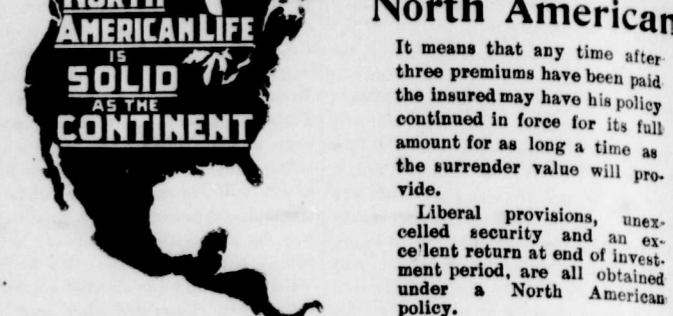 NORTH
AMERICAN LIFE
IS
SOLID
AS THE
CONTINENT
North American
It means that any time after
three premiums have been paid
the insured may have his policy
continued in force for its full
amount for as long a time as
the surrender value will pro-
vide.
Liberal provisions, unex-
celled security and an ex-
ce'lent return at end of invest-
ment period, are all obtained
under a North American
policy.